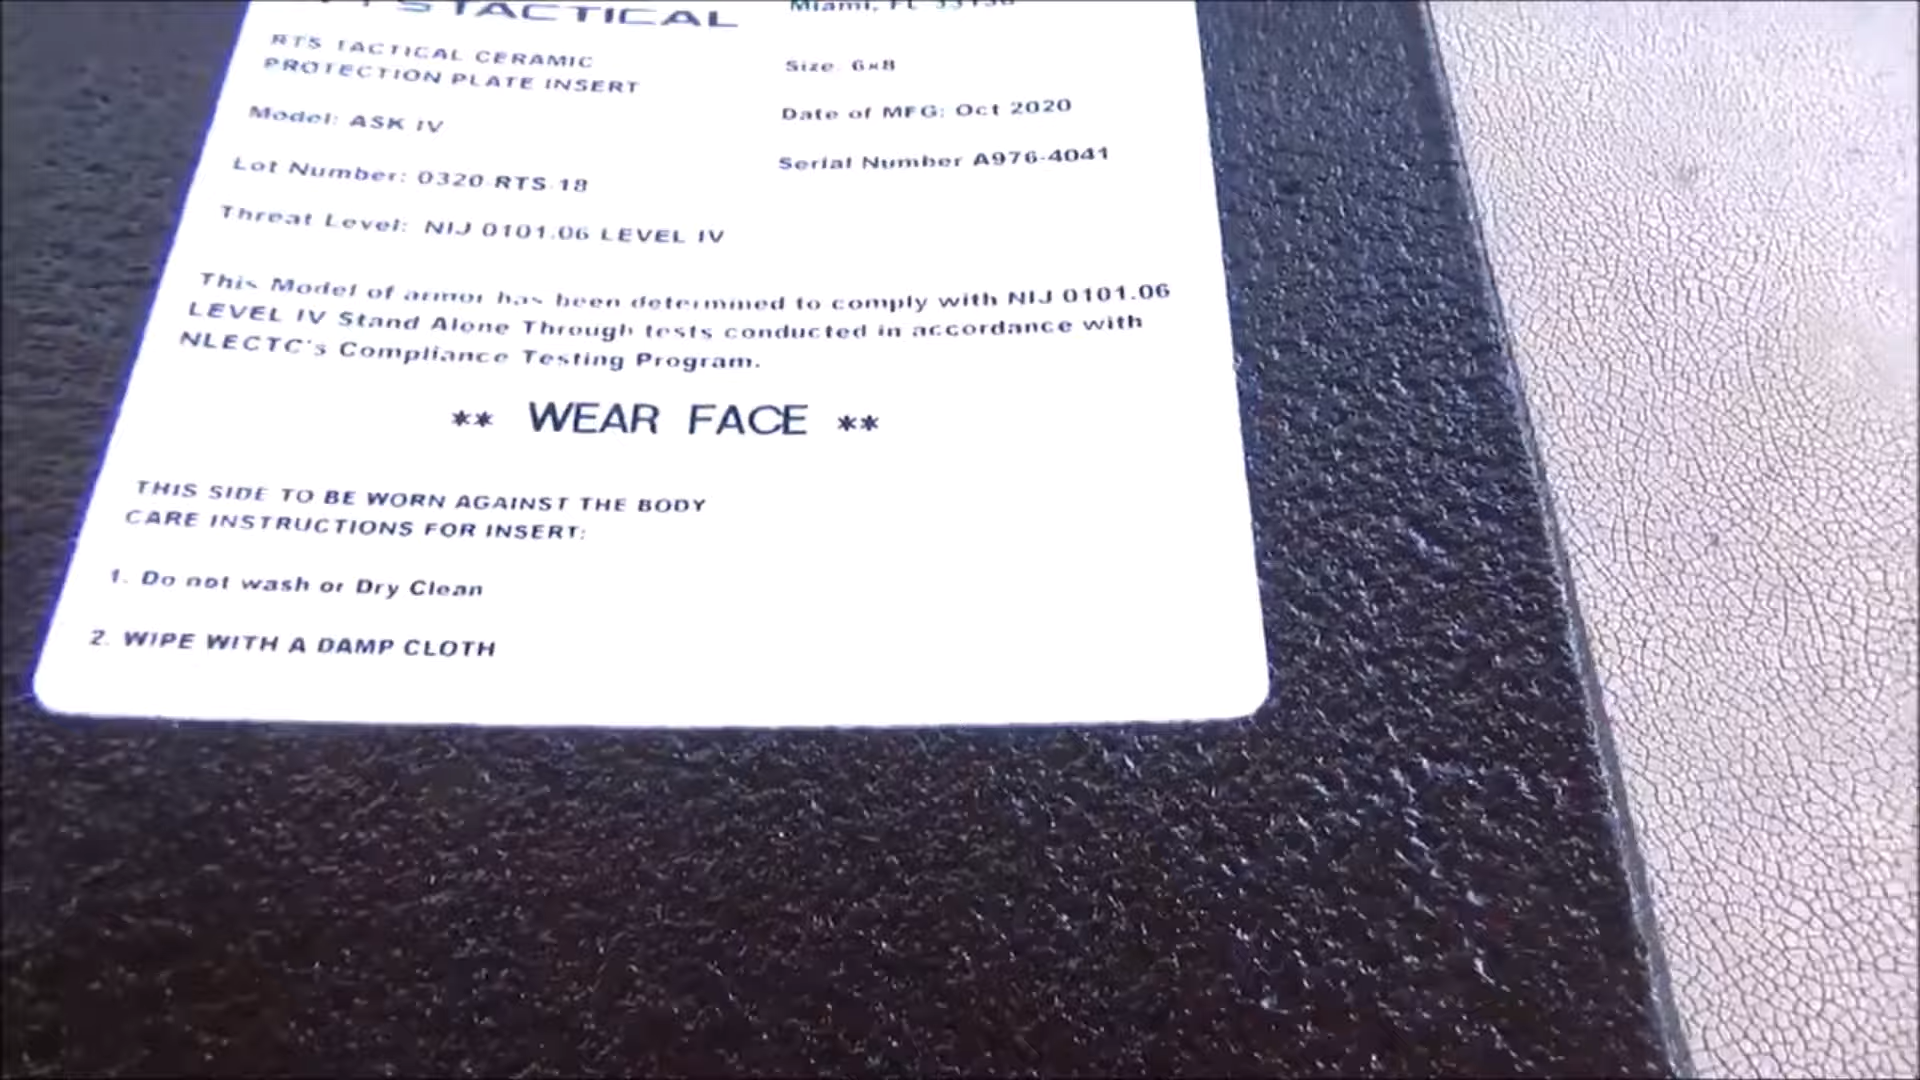 TACTICAL
Miami, FL
RTS TACTICAL CERAMIC
PROTECTION PLATE INSERT
Size: 6x8
Model: ASK IV
Date of MFG: Oct 2020
Lot Number: 0320-RTS-18
Serial Number A976-4041
Threat Level: NIJ 0101.06 LEVEL IV
This Model of armor has been determined to comply with NIJ 0101.06
LEVEL IV Stand Alone Through tests conducted in accordance with
NLECTC's Compliance Testing Program.
** WEAR FACE **
THIS SIDE TO BE WORN AGAINST THE BODY
CARE INSTRUCTIONS FOR INSERT:
1. Do not wash or Dry Clean
2. WIPE WITH A DAMP CLOTH